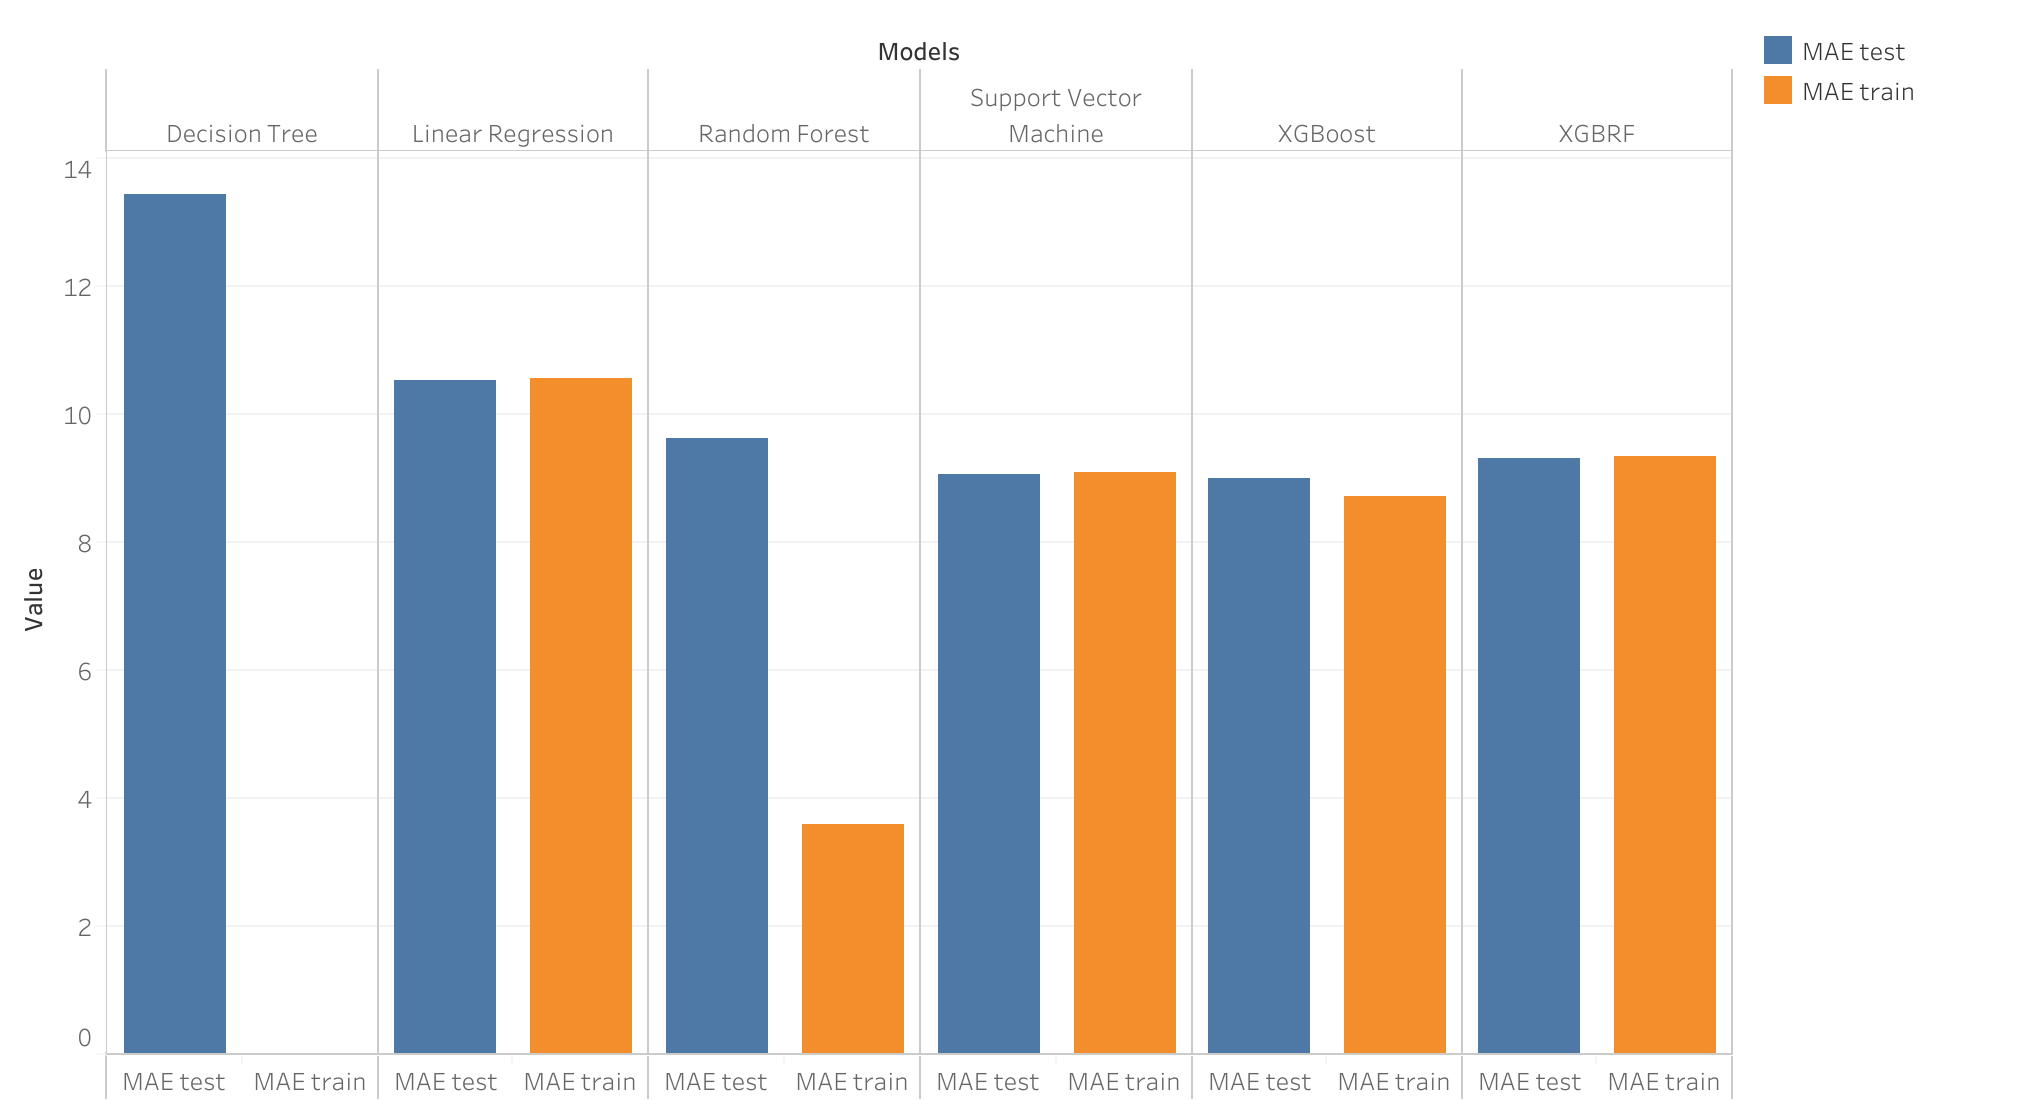 Models
MAE test
MAE train
Decision Tree
Linear Regression
Random Forest
Support Vector
Machine
XGBoost
XGBRF
14
12
10
8
6
4
2
0
Value
MAE test MAE train MAE test MAE train MAE test MAE train MAE test MAE train MAE test MAE train MAE test MAE train